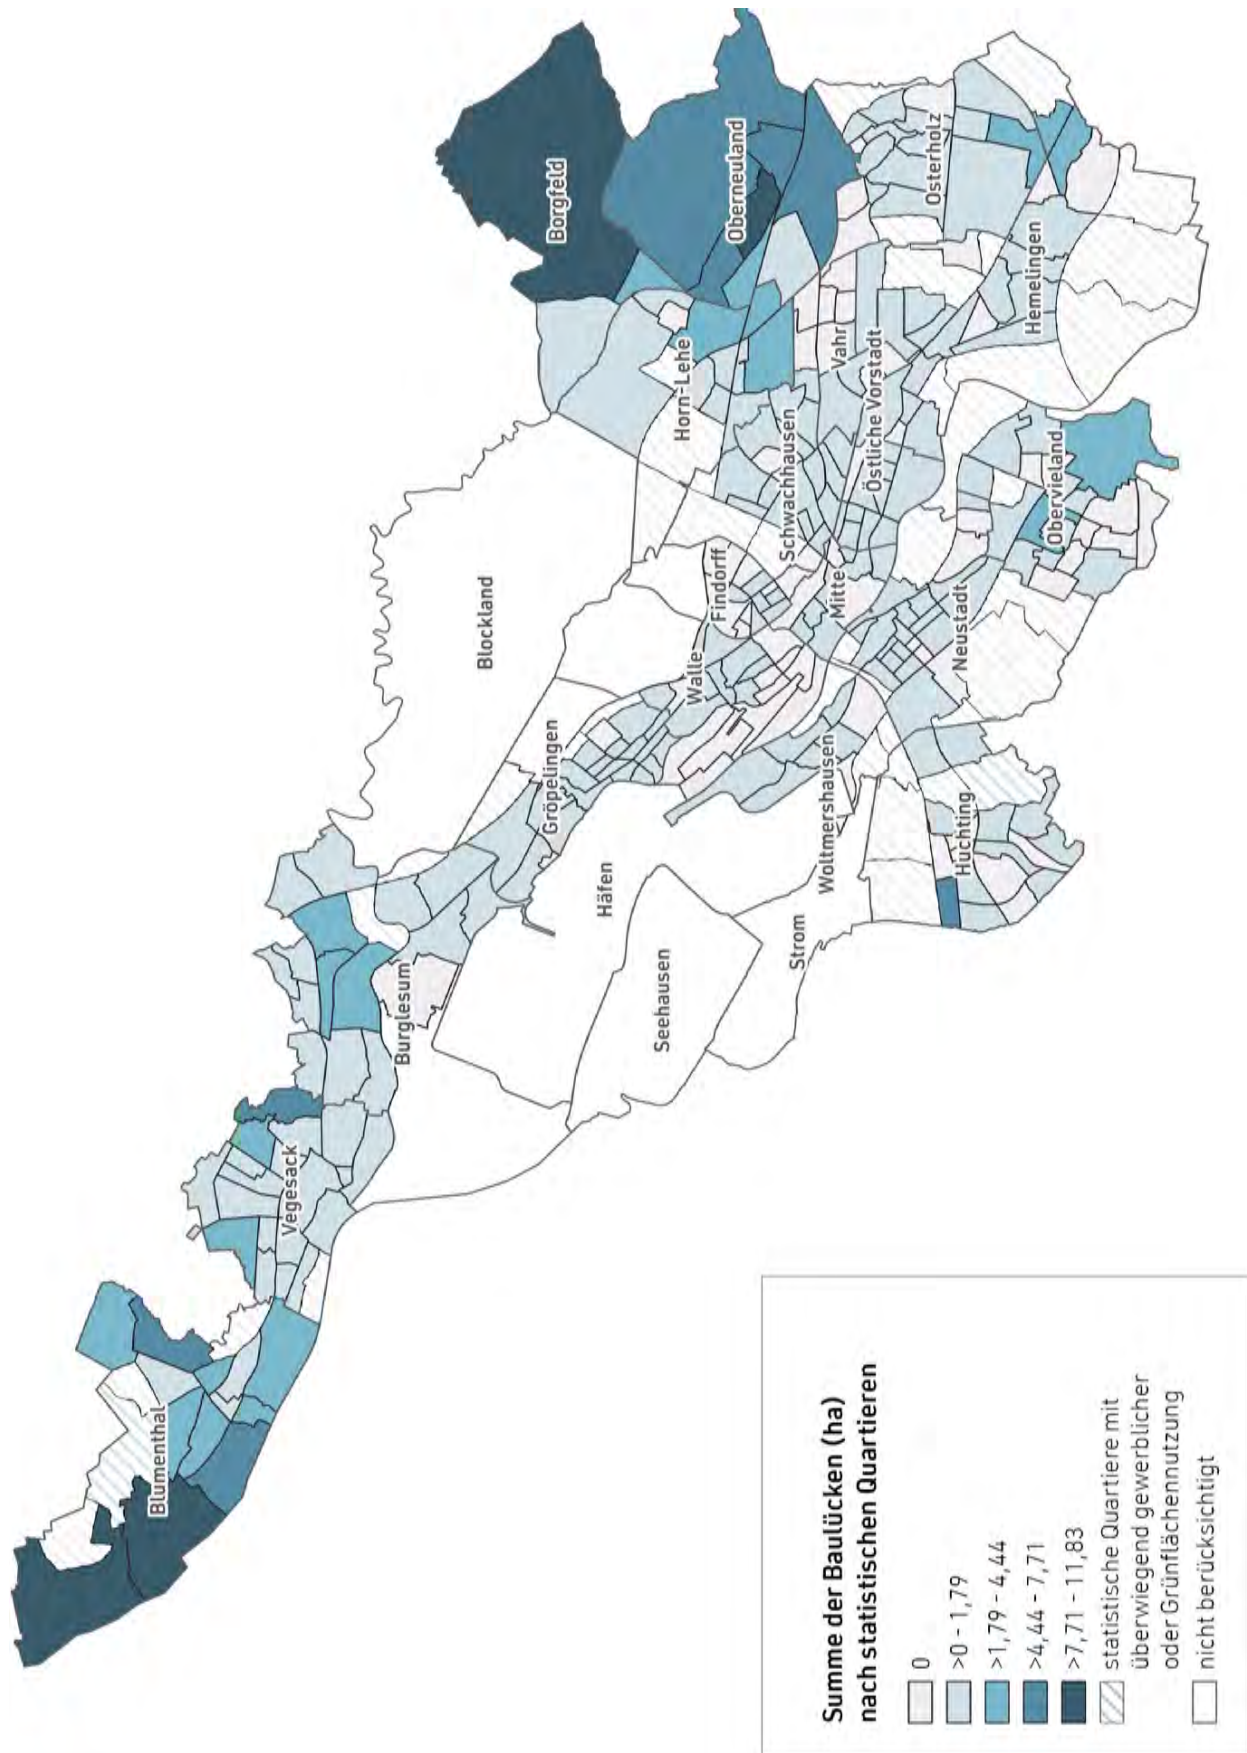 Summe der Baulücken (ha)
nach statistischen Quartieren
0
>0 - 1,79
>1,79 - 4,44
>4,44 - 7,71
>7,71 - 11,83
statistische Quartiere mit
überwiegend gewerblicher
oder Grünflächennutzung
nicht berücksichtigt
Blumenthal
Vegesack
Burglesum
Seehausen
Strom
Häfen
Gröpelingen
Blockland
Walle
Findorff
Woltmershausen
Huchting
Neustadt
Mitte
Schwachhausen
Östliche Vorstadt
Horn-Lehe
Vahr
Obervieland
Hemelingen
Osterholz
Oberneuland
Borgfeld